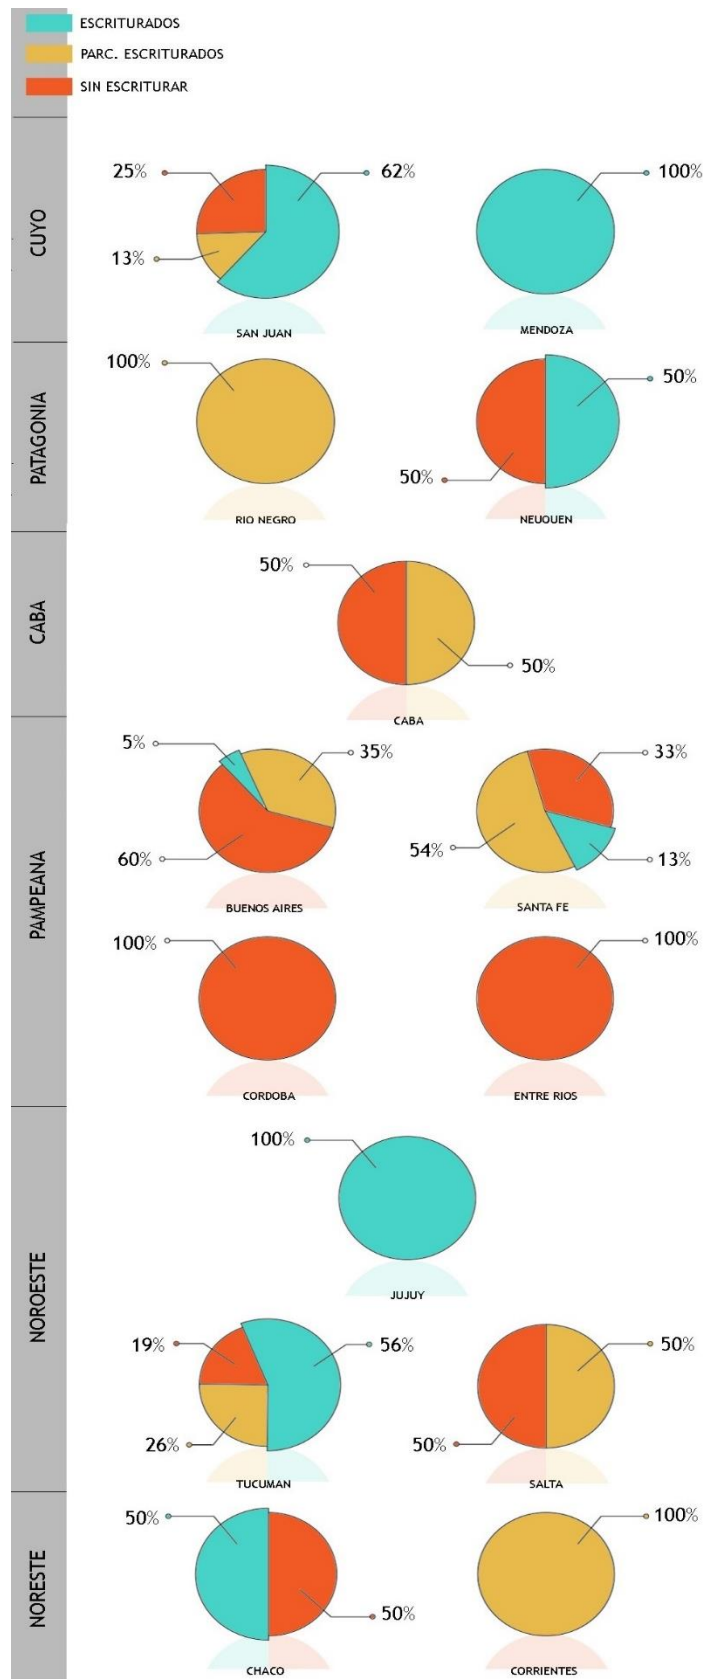 ESCRITURADOS
PARC. ESCRITURADOS
SIN ESCRITURAR
CUYO
25%
62%
13%
SAN JUAN
100%
MENDOZA
PATAGONIA
100%
RIO NEGRO
50%
50%
NEUQUEN
CABA
50%
50%
CABA
PAMPEANA
5%
35%
60%
BUENOS AIRES
33%
54%
13%
SANTA FE
100%
CORDOBA
100%
ENTRE RIOS
NOROESTE
100%
JUJUY
19%
56%
26%
TUCUMAN
50%
50%
SALTA
NORESTE
50%
50%
CHACO
100%
CORRIENTES